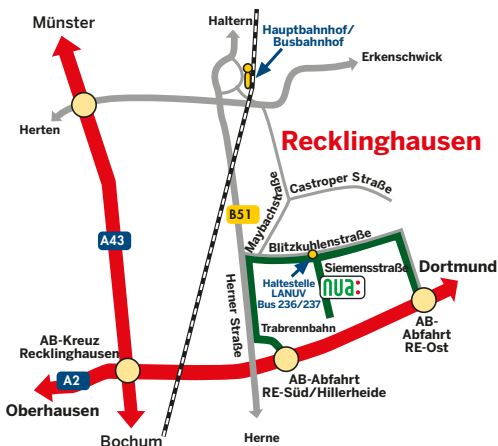 Münster
Haltern
Hauptbahnhof/
Busbahnhof
Erkenschwick
Herten
Recklinghausen
Maybachstraße
Castroper Straße
B51
A43
Blitzkuhlenstraße
Haltestelle
LANUV
Bus 236/237
Siemensstraße
nua:
Dortmund
Herner Straße
Trabrennbahn
AB-
Abfahrt
RE-Ost
AB-Kreuz
Recklinghausen
A2
Oberhausen
AB-Abfahrt
RE-Süd/Hillerheide
Bochum
Herne